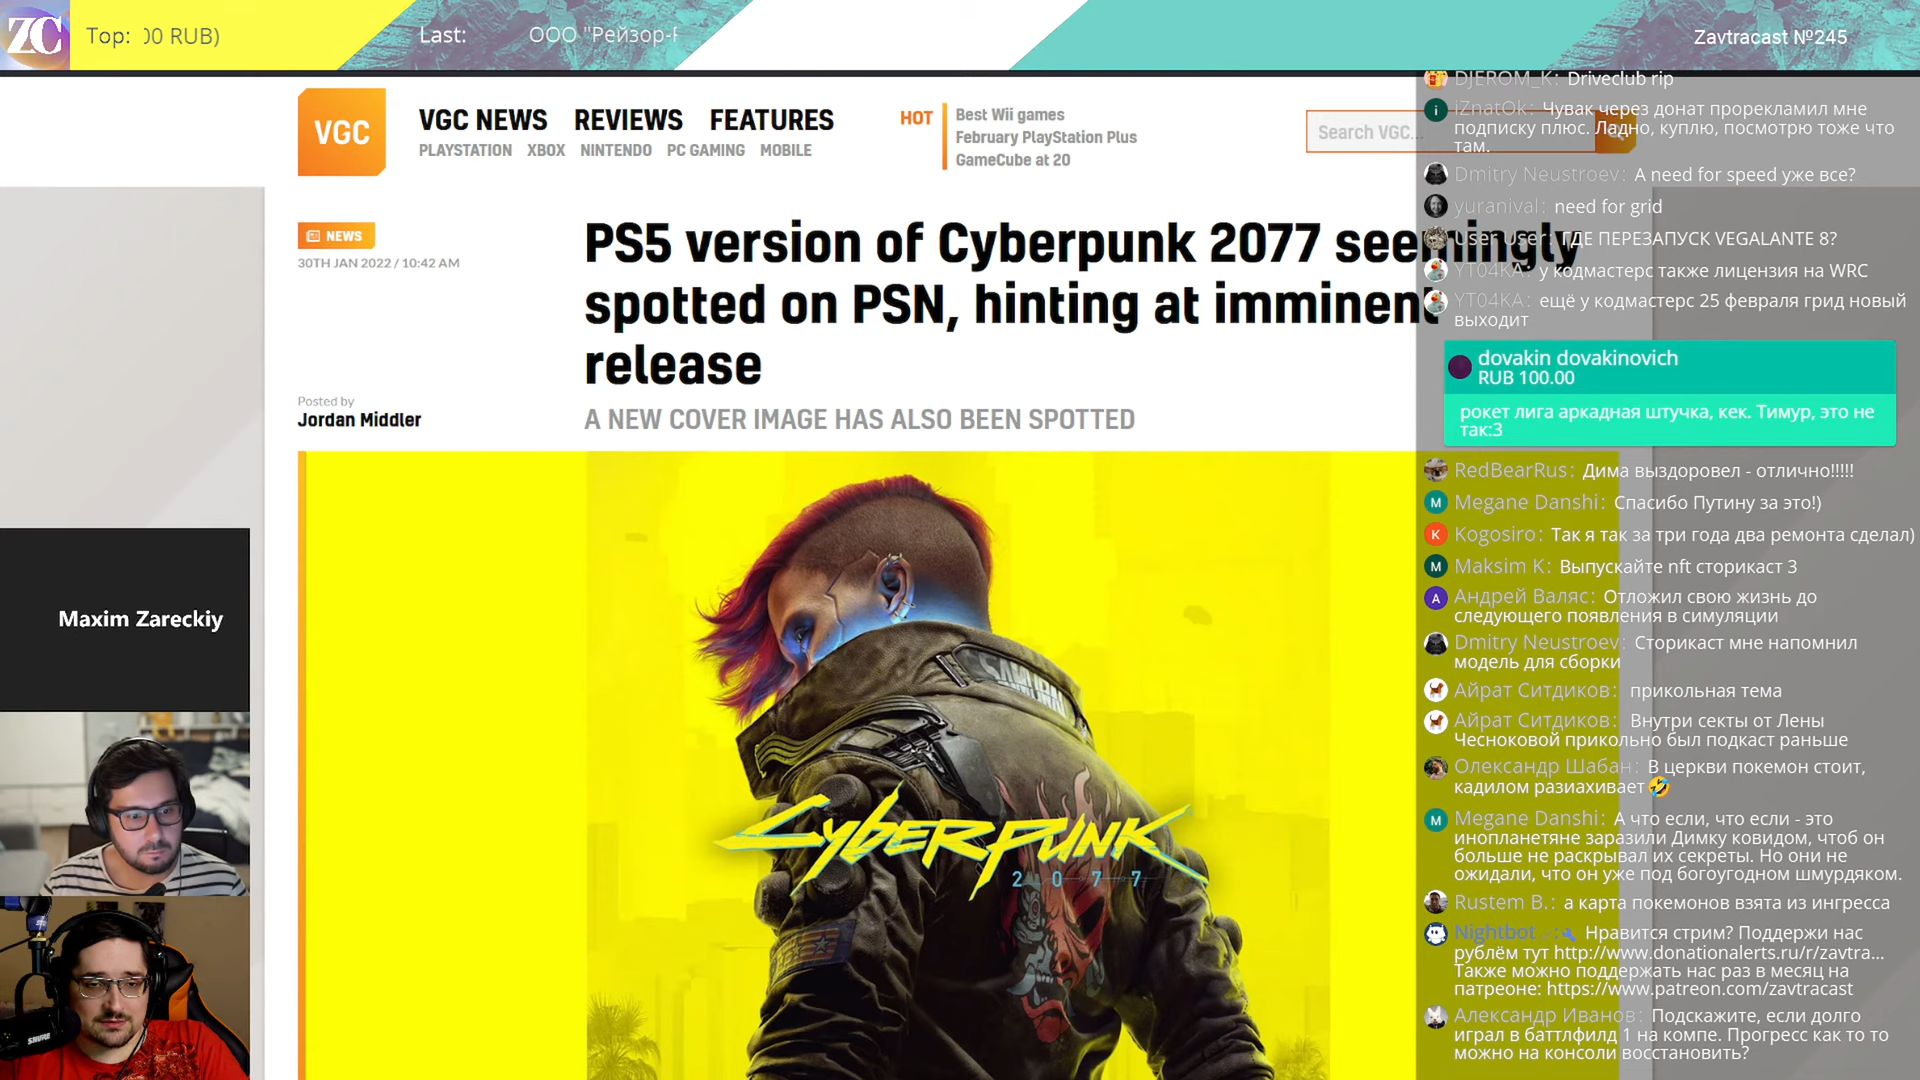 ZC
Top: 00 RUB)
Last: ООО "Рейзор-
Zavtracast №245
VGC
VGC NEWS REVIEWS FEATURES
PLAYSTATION XBOX NINTENDO PC GAMING MOBILE
HOT
Best Wii games
February PlayStation Plus
GameCube at 20
Search VGC...
NEWS
30TH JAN 2022 / 10:42 AM
PS5 version of Cyberpunk 2077 seemingly
spotted on PSN, hinting at imminent
release
A NEW COVER IMAGE HAS ALSO BEEN SPOTTED
Posted by
Jordan Middler
SAMURAI
Cyberpunk
2077
Maxim Zareckiy
SHURE
DJEROM_K: Driveclub rip
iZnatOk: Чувак через донат прорекламил мне
подписку плюс. Ладно, куплю, посмотрю тоже что
там.
Dmitry Neustroev: А need for speed уже все?
yuranival: need for grid
User User: ГДЕ ПЕРЕЗАПУСК VEGALANTE 8?
YT04KA: у кодмастерс также лицензия на WRC
YT04KA: ещё у кодмастерс 25 февраля грид новый
выходит
dovakin dovakinovich
RUB 100.00
рокет лига аркадная штучка, кек. Тимур, это не
так:3
RedBearRus: Дима выздоровел - отлично!!!!!
M Megane Danshi: Спасибо Путину за это!)
K Kogosiro: Так я так за три года два ремонта сделал)
M Maksim K: Выпускайте nft сторикаст 3
А Андрей Валяс: Отложил свою жизнь до
следующего появления в симуляции
Dmitry Neustroev: Сторикаст мне напомнил
модель для сборки
Айрат Ситдиков: прикольная тема
Айрат Ситдиков: Внутри секты от Лены
Чесноковой прикольно был подкаст раньше
Олександр Шабан: В церкви покемон стоит,
кадилом разиахивает🤣
M Megane Danshi: А что если, что если - это
инопланетяне заразили Димку ковидом, чтоб он
больше не раскрывал их секреты. Но они не
ожидали, что он уже под богоугодном шмурдяком.
Rustem B.: а карта покемонов взята из ингресса
Nightbot: Нравится стрим? Поддержи нас
рублём тут http://www.donationalerts.ru/r/zavtra...
Также можно поддержать нас раз в месяц на
патреоне: https://www.patreon.com/zavtracast
Александр Иванов: Подскажите, если долго
играл в баттлфилд 1 на компе. Прогресс как то то
можно на консоли восстановить?